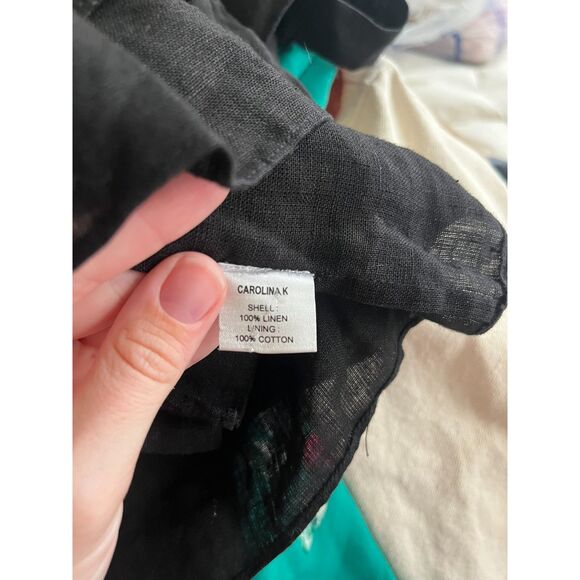 CAROLINA K
SHELL :
100% LINEN
LINING :
100% COTTON